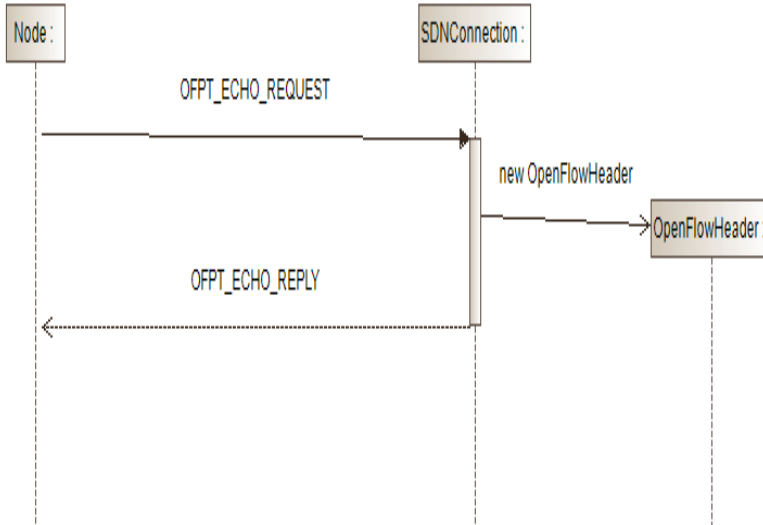 Node :
SDNConnection :
OFPT_ECHO_REQUEST
new OpenFlowHeader
OpenFlowHeader :
OFPT_ECHO_REPLY